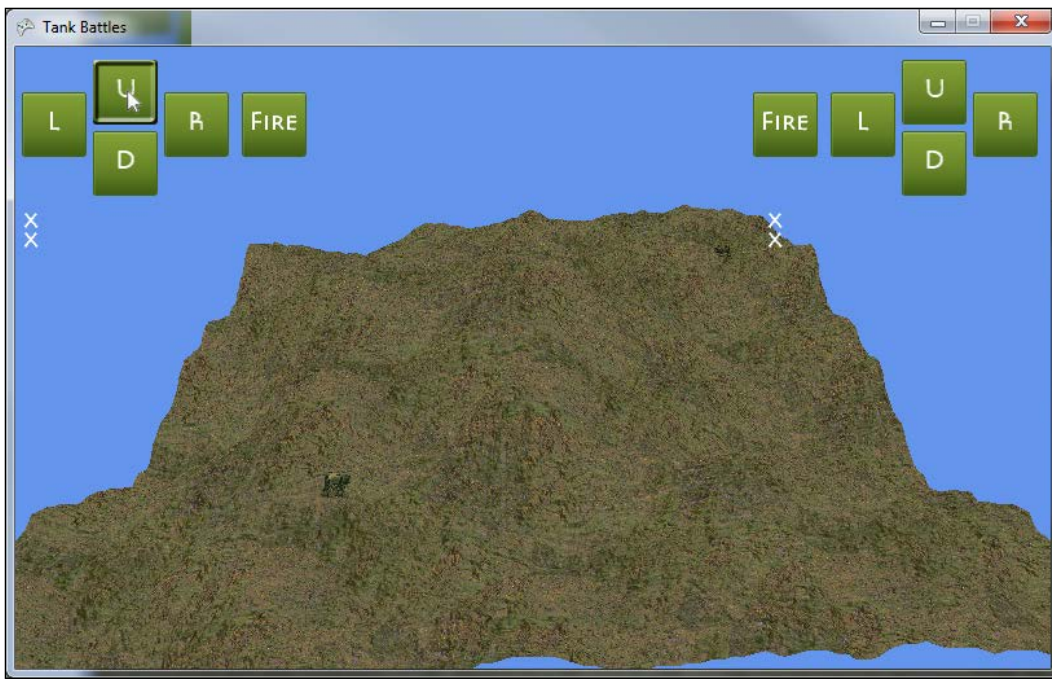 Tank Battles
U U
L R FIRE FIRE L R
D D
X X
X X